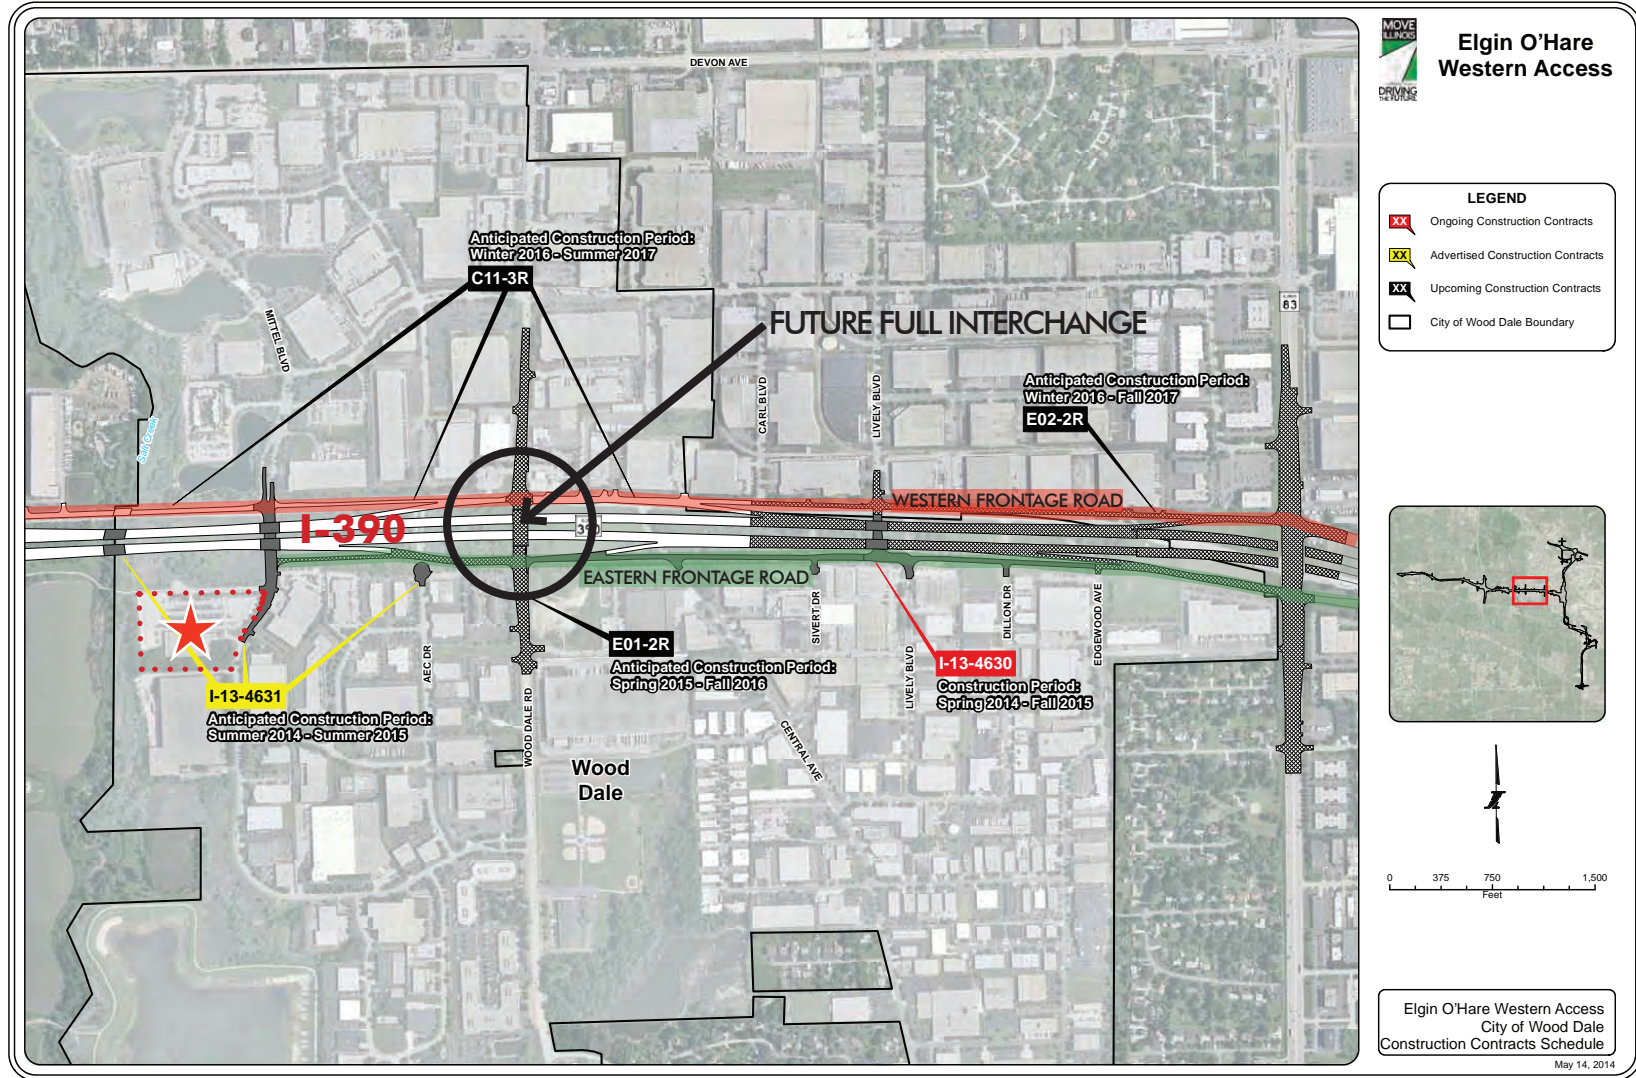 MOVE
ILLINOIS
DRIVING
THE FUTURE
Elgin O'Hare
Western Access
LEGEND
XX Ongoing Construction Contracts
XX Advertised Construction Contracts
XX Upcoming Construction Contracts
City of Wood Dale Boundary
DEVON AVE
Anticipated Construction Period:
Winter 2016 - Summer 2017
C11-3R
MITTEL BLVD
FUTURE FULL INTERCHANGE
83
CARL BLVD
LIVELY BLVD
Anticipated Construction Period:
Winter 2016 - Fall 2017
E02-2R
Salt Creek
WESTERN FRONTAGE ROAD
I-390
390
EASTERN FRONTAGE ROAD
SIVERT DR
DILLON DR
EDGEWOOD AVE
AEC DR
E01-2R
Anticipated Construction Period:
Spring 2015 - Fall 2016
I-13-4630
Construction Period:
Spring 2014 - Fall 2015
LIVELY BLVD
I-13-4631
Anticipated Construction Period:
Summer 2014 - Summer 2015
WOOD DALE RD
CENTRAL AVE
Wood
Dale
0 375 750 1,500
Feet
Elgin O'Hare Western Access
City of Wood Dale
Construction Contracts Schedule
May 14, 2014